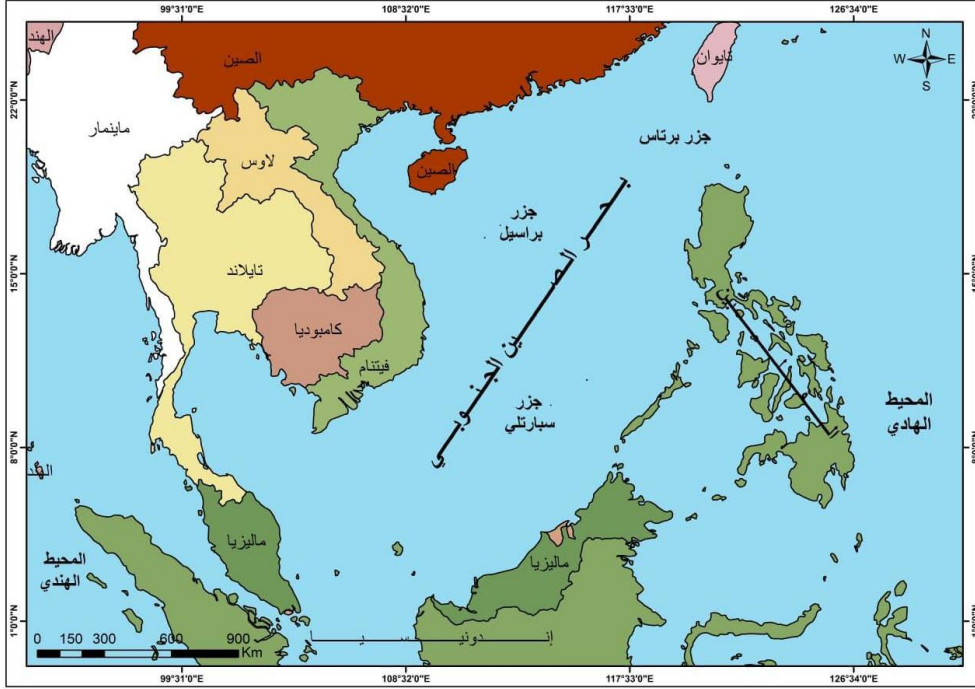 99°31'0"E 108°32'0"E 117°33'0"E 126°34'0"E
الهند
الصين
تايوان
N
W E
S
22°0'0"N
ماينمار
جزر برتاس
لاوس
الصين
جزر
براسيل
بحر الصين الجنوبي
15°0'0"N
تايلاند
كامبوديا
الفلبين
فيتنام
جزر
سبارتلي
المحيط
الهادي
8°0'0"N
الهند
ماليزيا
ماليزيا
المحيط
الهندي
1°0'0"N
إندونيسيا
0 150 300 600 900
Km
99°31'0"E 108°32'0"E 117°33'0"E 126°34'0"E